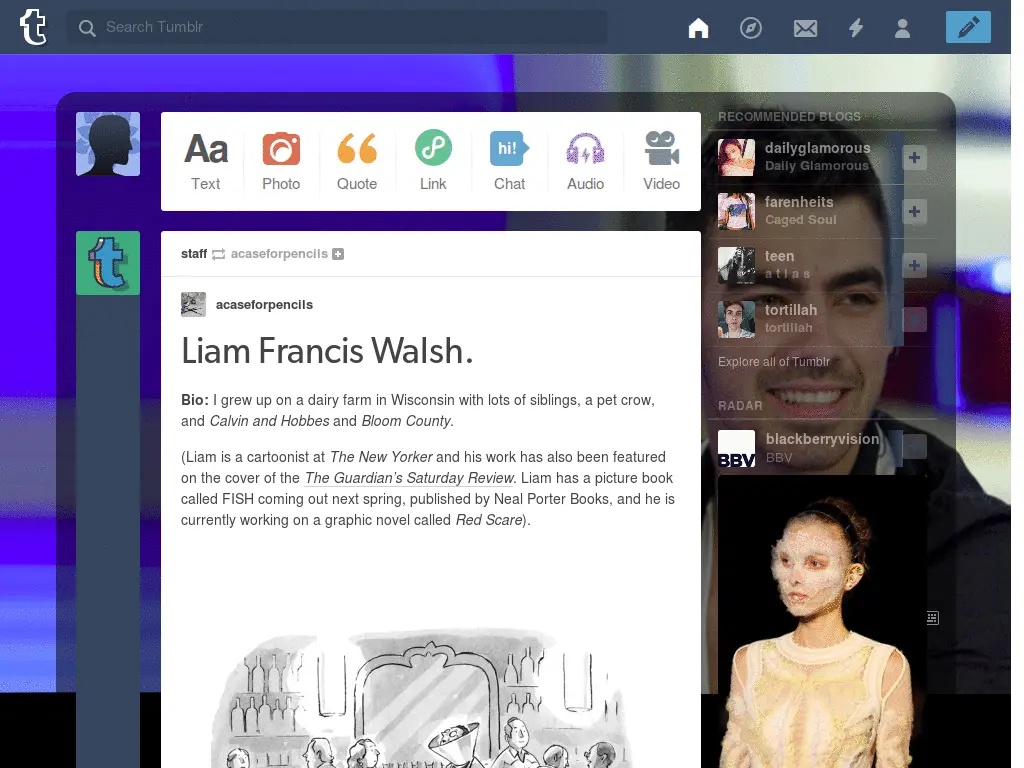 Search Tumblr
Aa
hi!
Text
Photo
Quote
Link
Chat
Audio
Video
staff acaseforpencils
acaseforpencils
Liam Francis Walsh.
Bio: I grew up on a dairy farm in Wisconsin with lots of siblings, a pet crow,
and Calvin and Hobbes and Bloom County.
(Liam is a cartoonist at The New Yorker and his work has also been featured
on the cover of the The Guardian’s Saturday Review. Liam has a picture book
called FISH coming out next spring, published by Neal Porter Books, and he is
currently working on a graphic novel called Red Scare).
RECOMMENDED BLOGS
dailyglamorous
Daily Glamorous
farenheits
Caged Soul
teen
a t l a s
tortillah
tortillah
Explore all of Tumblr
RADAR
BBV
blackberryvision
BBV